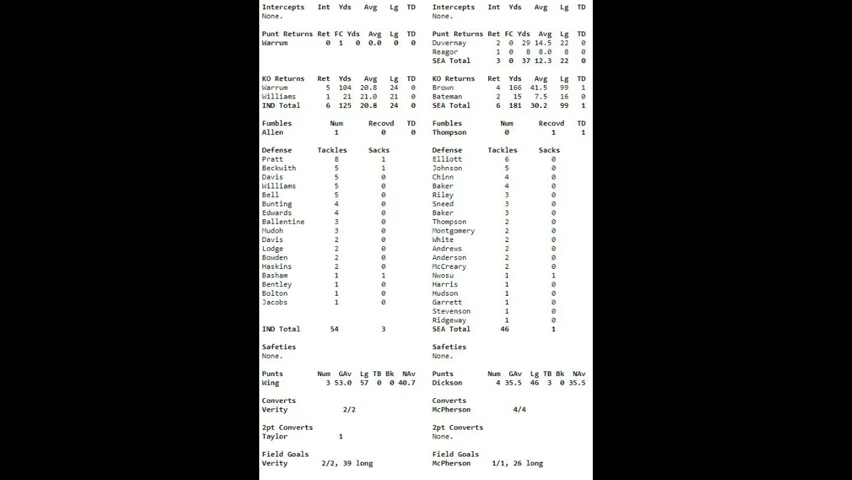 Intercepts Int Yds Avg Lg TD
None.
Punt Returns Ret FC Yds Avg Lg TD
Warrum 0 1 0 0.0 0 0
KO Returns Ret Yds Avg Lg TD
Warrum 5 104 20.8 24 0
Williams 1 21 21.0 21 0
IND Total 6 125 20.8 24 0
Fumbles Num Recovd TD
Allen 1 0 0
Defense Tackles Sacks
Pratt 8 1
Beckwith 5 1
Davis 5 0
Williams 5 0
Bell 5 0
Bunting 4 0
Edwards 4 0
Ballentine 3 0
Mudoh 3 0
Davis 2 0
Lodge 2 0
Bowden 2 0
Haskins 2 0
Basham 1 1
Bentley 1 0
Bolton 1 0
Jacobs 1 0
IND Total 54 3
Safeties
None.
Punts Num GAv Lg TB Bk NAv
Wing 3 53.0 57 0 0 40.7
Converts
Verity 2/2
2pt Converts
Taylor 1
Field Goals
Verity 2/2, 39 long
Intercepts Int Yds Avg Lg TD
None.
Punt Returns Ret FC Yds Avg Lg TD
Duvernay 2 0 29 14.5 22 0
Reagor 1 0 8 8.0 8 0
SEA Total 3 0 37 12.3 22 0
KO Returns Ret Yds Avg Lg TD
Brown 4 166 41.5 99 1
Bateman 2 15 7.5 16 0
SEA Total 6 181 30.2 99 1
Fumbles Num Recovd TD
Thompson 0 1 1
Defense Tackles Sacks
Elliott 6 0
Johnson 5 0
Chinn 4 0
Baker 4 0
Riley 3 0
Sneed 3 0
Baker 3 0
Thompson 2 0
Montgomery 2 0
White 2 0
Andrews 2 0
Anderson 2 0
McCreary 2 0
Nwosu 1 1
Harris 1 0
Hudson 1 0
Garrett 1 0
Stevenson 1 0
Ridgeway 1 0
SEA Total 46 1
Safeties
None.
Punts Num GAv Lg TB Bk NAv
Dickson 4 35.5 46 3 0 35.5
Converts
McPherson 4/4
2pt Converts
None.
Field Goals
McPherson 1/1, 26 long